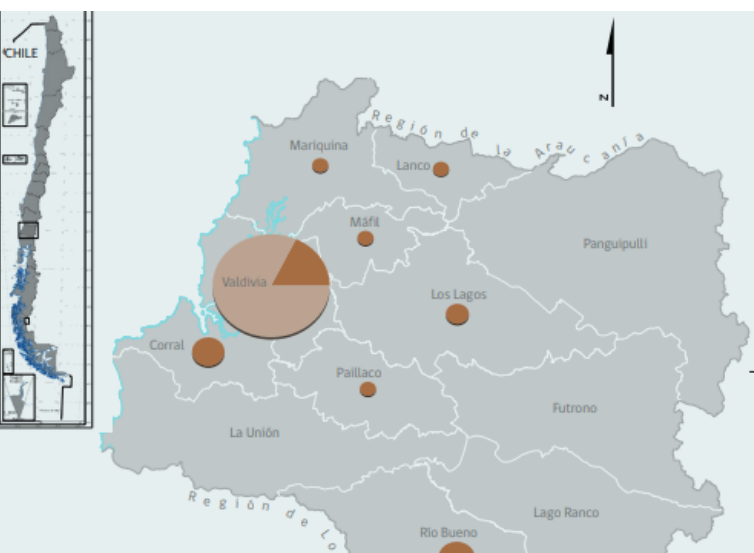 CHILE
N
Región de la Araucanía
Mariquina
Lanco
Máfil
Panguipulli
Valdivia
Los Lagos
Corral
Paillaco
Futrono
La Unión
Región de Lo
Lago Ranco
Río Bueno